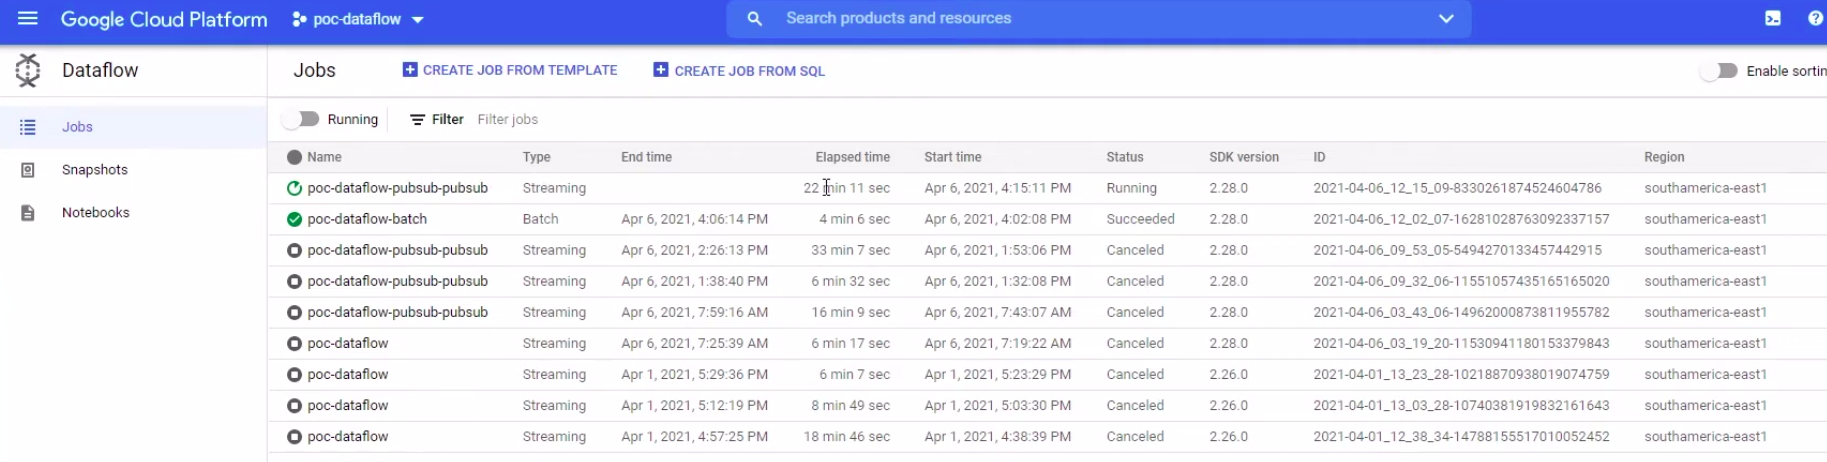 Google Cloud Platform poc-dataflow Search products and resources
Dataflow Jobs CREATE JOB FROM TEMPLATE CREATE JOB FROM SQL Enable sortin
Jobs Running Filter Filter jobs
Name Type End time Elapsed time Start time Status SDK version ID Region
Snapshots
Notebooks
poc-dataflow-pubsub-pubsub Streaming 22 min 11 sec Apr 6, 2021, 4:15:11 PM Running 2.28.0 2021-04-06_12_15_09-8330261874524604786 southamerica-east1
poc-dataflow-batch Batch Apr 6, 2021, 4:06:14 PM 4 min 6 sec Apr 6, 2021, 4:02:08 PM Succeeded 2.28.0 2021-04-06_12_02_07-16281028763092337157 southamerica-east1
poc-dataflow-pubsub-pubsub Streaming Apr 6, 2021, 2:26:13 PM 33 min 7 sec Apr 6, 2021, 1:53:06 PM Canceled 2.28.0 2021-04-06_09_53_05-5494270133457442915 southamerica-east1
poc-dataflow-pubsub-pubsub Streaming Apr 6, 2021, 1:38:40 PM 6 min 32 sec Apr 6, 2021, 1:32:08 PM Canceled 2.28.0 2021-04-06_09_32_06-11551057435165165020 southamerica-east1
poc-dataflow-pubsub-pubsub Streaming Apr 6, 2021, 7:59:16 AM 16 min 9 sec Apr 6, 2021, 7:43:07 AM Canceled 2.28.0 2021-04-06_03_43_06-14962000873811955782 southamerica-east1
poc-dataflow Streaming Apr 6, 2021, 7:25:39 AM 6 min 17 sec Apr 6, 2021, 7:19:22 AM Canceled 2.28.0 2021-04-06_03_19_20-11530941180153379843 southamerica-east1
poc-dataflow Streaming Apr 1, 2021, 5:29:36 PM 6 min 7 sec Apr 1, 2021, 5:23:29 PM Canceled 2.26.0 2021-04-01_13_23_28-10218870938019074759 southamerica-east1
poc-dataflow Streaming Apr 1, 2021, 5:12:19 PM 8 min 49 sec Apr 1, 2021, 5:03:30 PM Canceled 2.26.0 2021-04-01_13_03_28-10740381919832161643 southamerica-east1
poc-dataflow Streaming Apr 1, 2021, 4:57:25 PM 18 min 46 sec Apr 1, 2021, 4:38:39 PM Canceled 2.26.0 2021-04-01_12_38_34-14788155517010052452 southamerica-east1